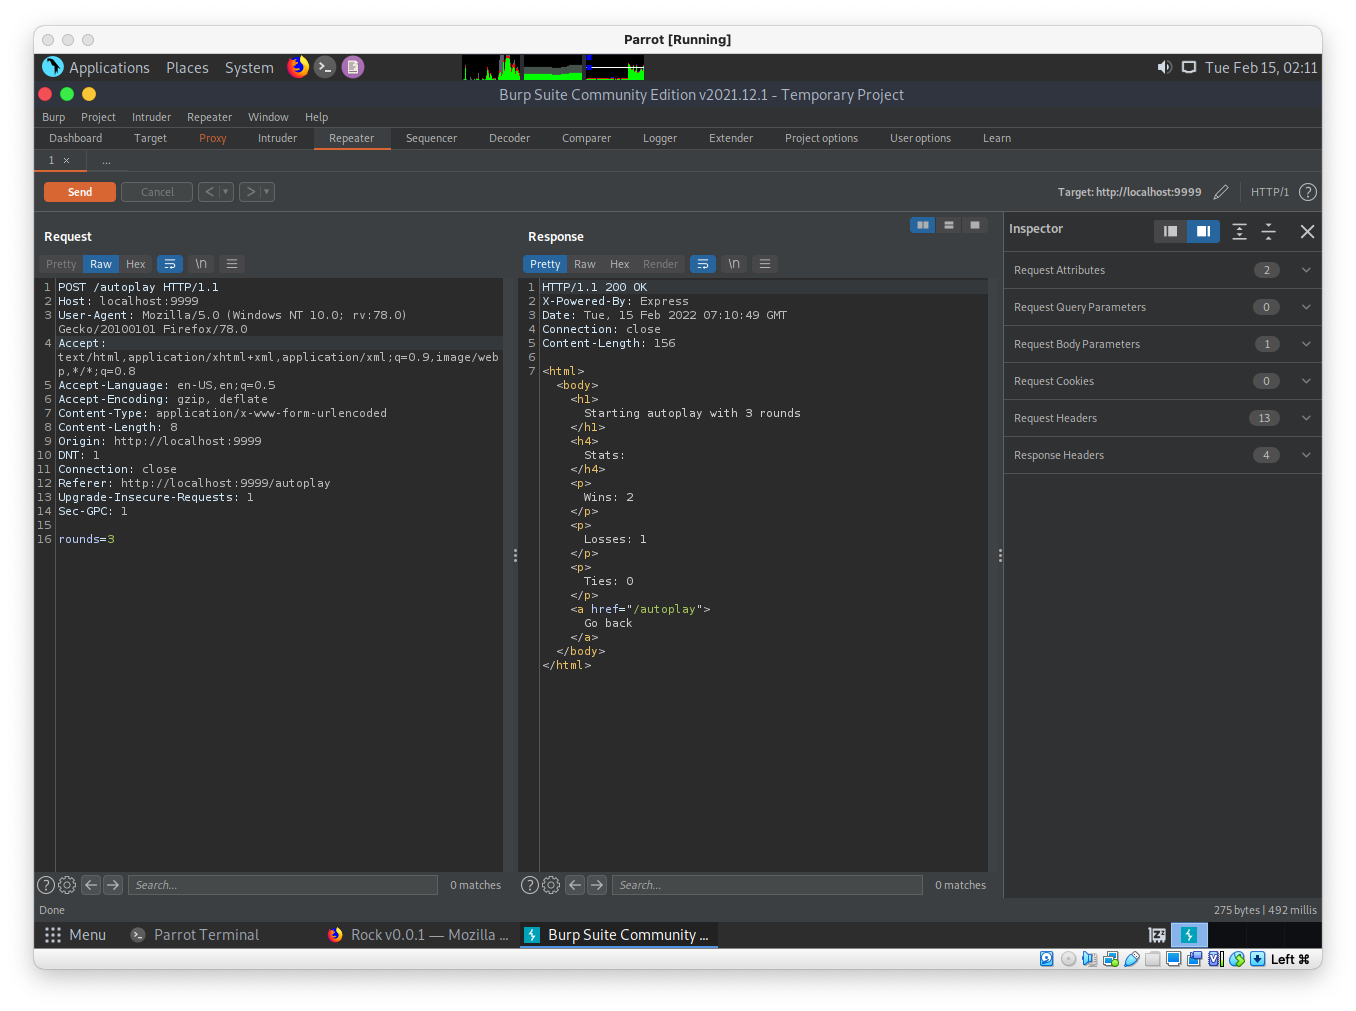 Parrot [Running]
Applications Places System
Tue Feb 15, 02:11
Burp Suite Community Edition v2021.12.1 - Temporary Project
Burp Project Intruder Repeater Window Help
Dashboard Target Proxy Intruder Repeater Sequencer Decoder Comparer Logger Extender Project options User options Learn
1 × ...
Send Cancel < >
Target: http://localhost:9999 HTTP/1 ?
Request
Pretty Raw Hex \n
1 POST /autoplay HTTP/1.1
2 Host: localhost:9999
3 User-Agent: Mozilla/5.0 (Windows NT 10.0; rv:78.0)
Gecko/20100101 Firefox/78.0
4 Accept:
text/html,application/xhtml+xml,application/xml;q=0.9,image/web
p,*/*;q=0.8
5 Accept-Language: en-US,en;q=0.5
6 Accept-Encoding: gzip, deflate
7 Content-Type: application/x-www-form-urlencoded
8 Content-Length: 8
9 Origin: http://localhost:9999
10 DNT: 1
11 Connection: close
12 Referer: http://localhost:9999/autoplay
13 Upgrade-Insecure-Requests: 1
14 Sec-GPC: 1
15
16 rounds=3
? Search... 0 matches
Response
Pretty Raw Hex Render \n
1 HTTP/1.1 200 OK
2 X-Powered-By: Express
3 Date: Tue, 15 Feb 2022 07:10:49 GMT
4 Connection: close
5 Content-Length: 156
6
7 <html>
<body>
<h1>
Starting autoplay with 3 rounds
</h1>
<h4>
Stats:
</h4>
<p>
Wins: 2
</p>
<p>
Losses: 1
</p>
<p>
Ties: 0
</p>
<a href="/autoplay">
Go back
</a>
</body>
</html>
? Search... 0 matches
Inspector
Request Attributes 2
Request Query Parameters 0
Request Body Parameters 1
Request Cookies 0
Request Headers 13
Response Headers 4
Done
275 bytes | 492 millis
Menu Parrot Terminal Rock v0.0.1 — Mozilla ... Burp Suite Community ...
Left ⌘